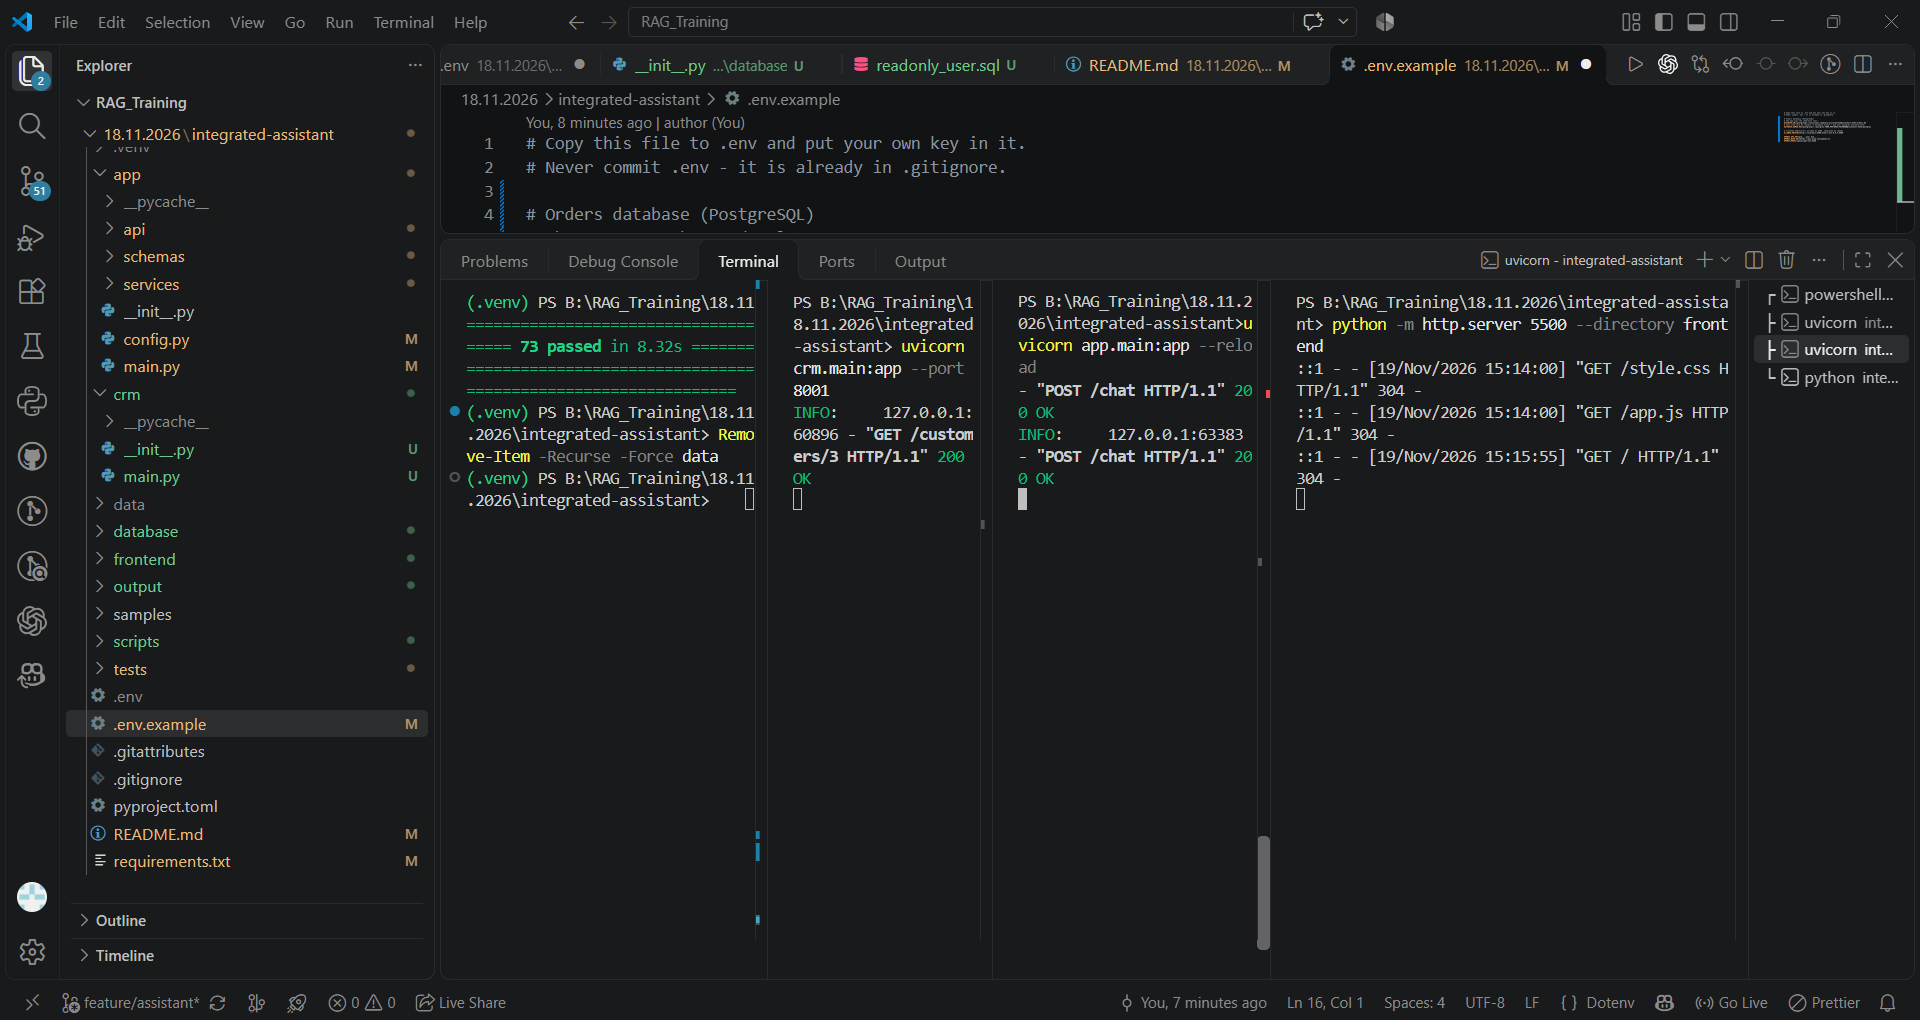 File Edit Selection View Go Run Terminal Help
RAG_Training
Explorer
2
51
RAG_Training
18.11.2026\integrated-assistant
.venv
app
__pycache__
api
schemas
services
__init__.py
config.py M
main.py M
crm
__pycache__
__init__.py U
main.py U
data
database
frontend
output
samples
scripts
tests
.env
.env.example M
.gitattributes
.gitignore
pyproject.toml
README.md M
requirements.txt M
Outline
Timeline
.env 18.11.2026\...
__init__.py ...\database U
readonly_user.sql U
README.md 18.11.2026\... M
.env.example 18.11.2026\... M
18.11.2026 > integrated-assistant > .env.example
You, 8 minutes ago | author (You)
1 # Copy this file to .env and put your own key in it.
2 # Never commit .env - it is already in .gitignore.
3
4 # Orders database (PostgreSQL)
Problems Debug Console Terminal Ports Output
uvicorn - integrated-assistant
(.venv) PS B:\RAG_Training\18.11
==============================
===== 73 passed in 8.32s =======
===============================
============================
(.venv) PS B:\RAG_Training\18.11
.2026\integrated-assistant> Remo
ve-Item -Recurse -Force data
(.venv) PS B:\RAG_Training\18.11
.2026\integrated-assistant>
PS B:\RAG_Training\1
8.11.2026\integrated
-assistant> uvicorn
crm.main:app --port
8001
INFO: 127.0.0.1:
60896 - "GET /custom
ers/3 HTTP/1.1" 200
OK
PS B:\RAG_Training\18.11.2
026\integrated-assistant>u
vicorn app.main:app --relo
ad
- "POST /chat HTTP/1.1" 20
0 OK
INFO: 127.0.0.1:63383
- "POST /chat HTTP/1.1" 20
0 OK
PS B:\RAG_Training\18.11.2026\integrated-assista
nt> python -m http.server 5500 --directory front
end
::1 - - [19/Nov/2026 15:14:00] "GET /style.css H
TTP/1.1" 304 -
::1 - - [19/Nov/2026 15:14:00] "GET /app.js HTTP
/1.1" 304 -
::1 - - [19/Nov/2026 15:15:55] "GET / HTTP/1.1"
304 -
powershell...
uvicorn int...
uvicorn int...
python inte...
feature/assistant* 0 0 Live Share
You, 7 minutes ago Ln 16, Col 1 Spaces: 4 UTF-8 LF { } Dotenv Go Live Prettier